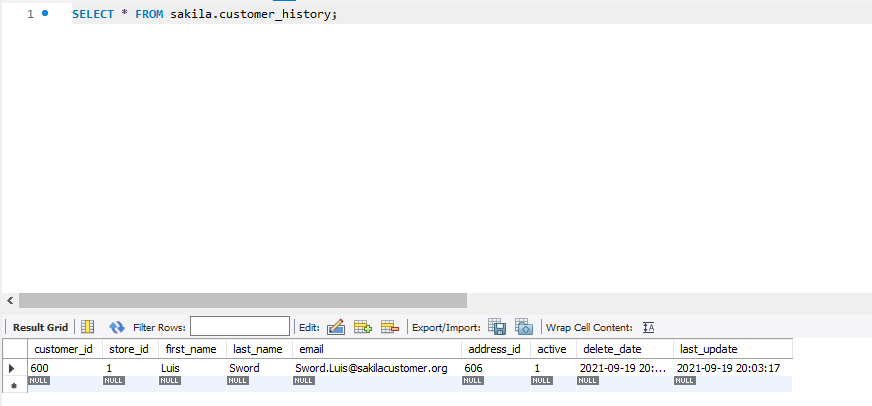 1 SELECT * FROM sakila.customer_history;
Result Grid Filter Rows: Edit: Export/Import: Wrap Cell Content: IA
customer_id store_id first_name last_name email address_id active delete_date last_update
600 1 Luis Sword Sword.Luis@sakilacustomer.org 606 1 2021-09-19 20:... 2021-09-19 20:03:17
NULL NULL NULL NULL NULL NULL NULL NULL NULL